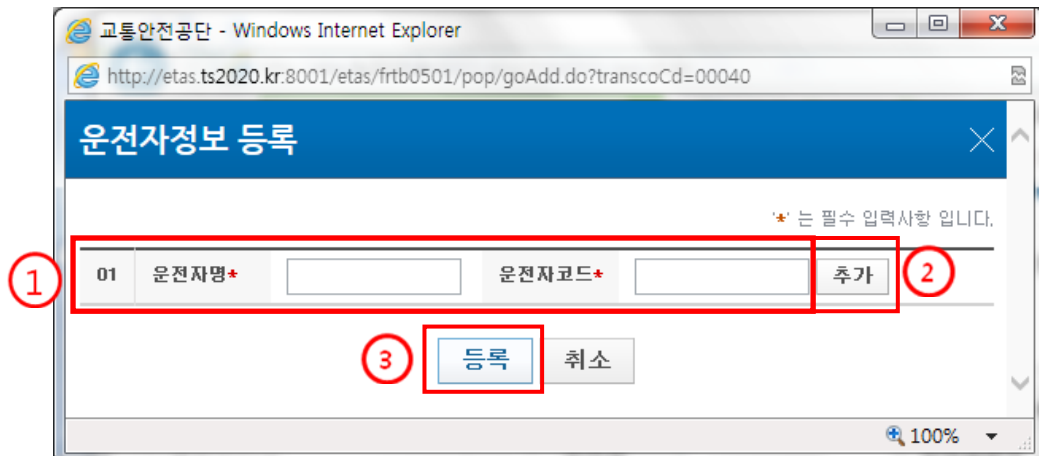 교통안전공단 - Windows Internet Explorer
http://etas.ts2020.kr:8001/etas/frtb0501/pop/goAdd.do?transcoCd=00040
운전자정보 등록
'*' 는 필수 입력사항 입니다.
1 01 운전자명* 운전자코드* 추가 2
3 등록 취소
100%